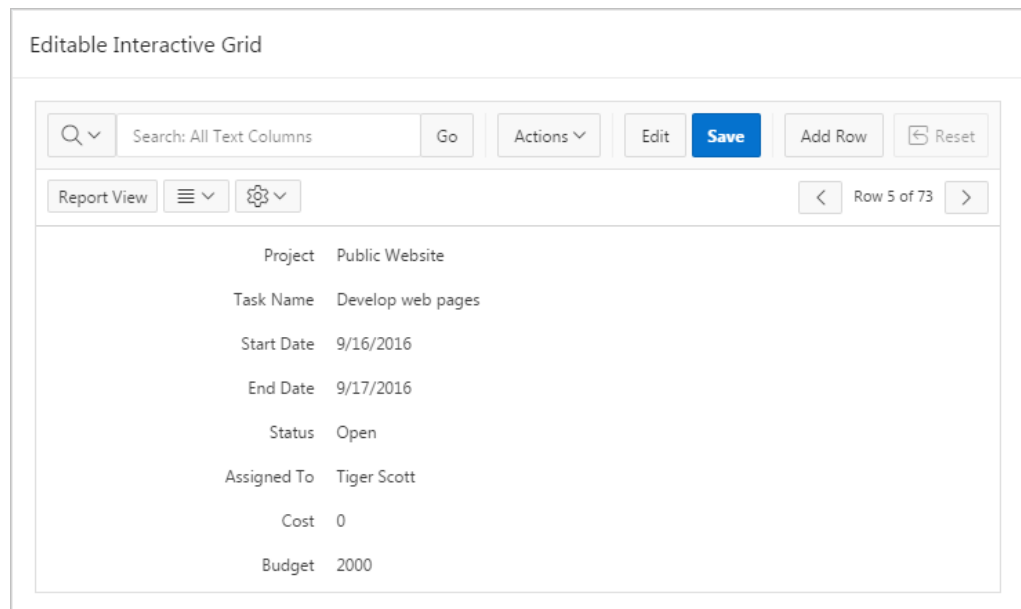 Editable Interactive Grid
Search: All Text Columns Go Actions Edit Save Add Row Reset
Report View Row 5 of 73
Project Public Website
Task Name Develop web pages
Start Date 9/16/2016
End Date 9/17/2016
Status Open
Assigned To Tiger Scott
Cost 0
Budget 2000